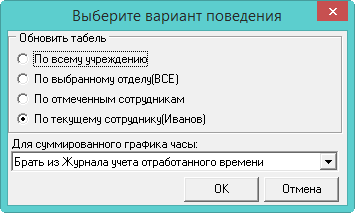 Выберите вариант поведения
Обновить табель
По всему учреждению
По выбранному отделу(ВСЕ)
По отмеченным сотрудникам
По текущему сотруднику(Иванов)
Для суммированного графика часы:
Брать из Журнала учета отработанного времени
OK Отмена